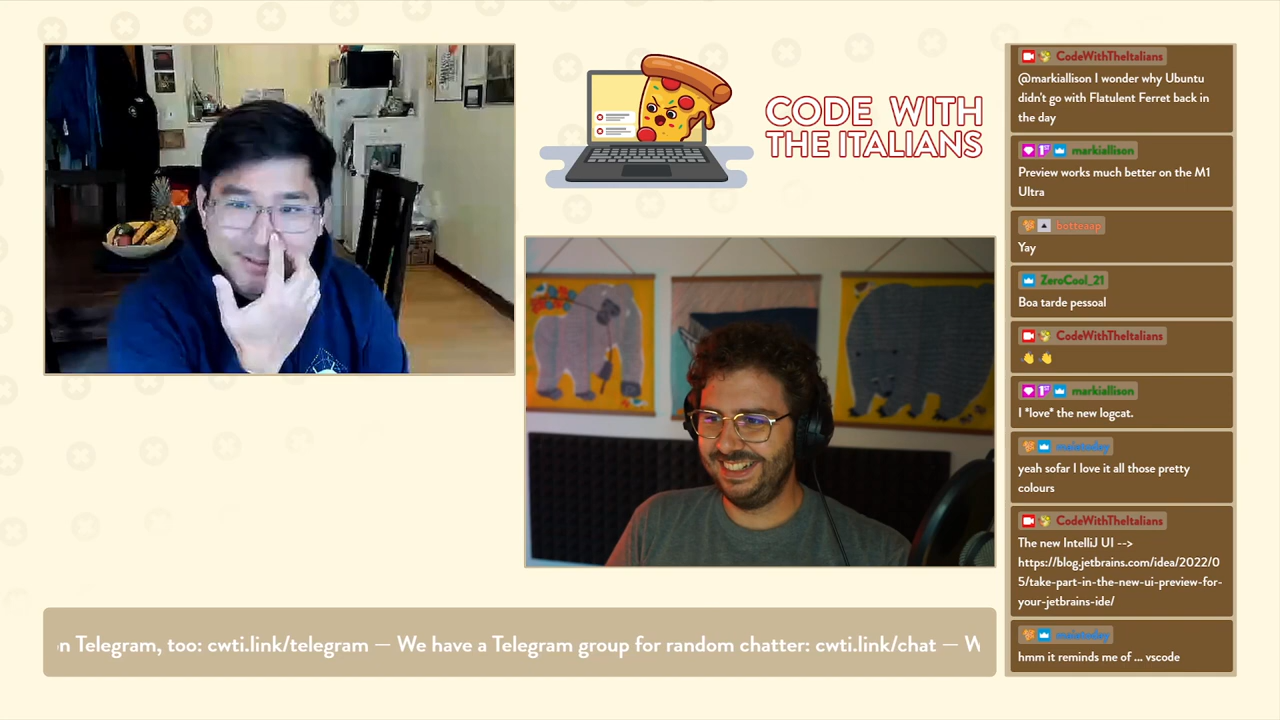 CODE WITH
THE ITALIANS
CodeWithTheItalians
@markiallison I wonder why Ubuntu
didn't go with Flatulent Ferret back in
the day
markiallison
Preview works much better on the M1
Ultra
botteaap
Yay
ZeroCool_21
Boa tarde pessoal
CodeWithTheItalians
markiallison
I *love* the new logcat.
yeah sofar I love it all those pretty
colours
CodeWithTheItalians
The new IntelliJ UI -->
https://blog.jetbrains.com/idea/2022/0
5/take-part-in-the-new-ui-preview-for-
your-jetbrains-ide/
hmm it reminds me of ... vscode
n Telegram, too: cwti.link/telegram — We have a Telegram group for random chatter: cwti.link/chat — W